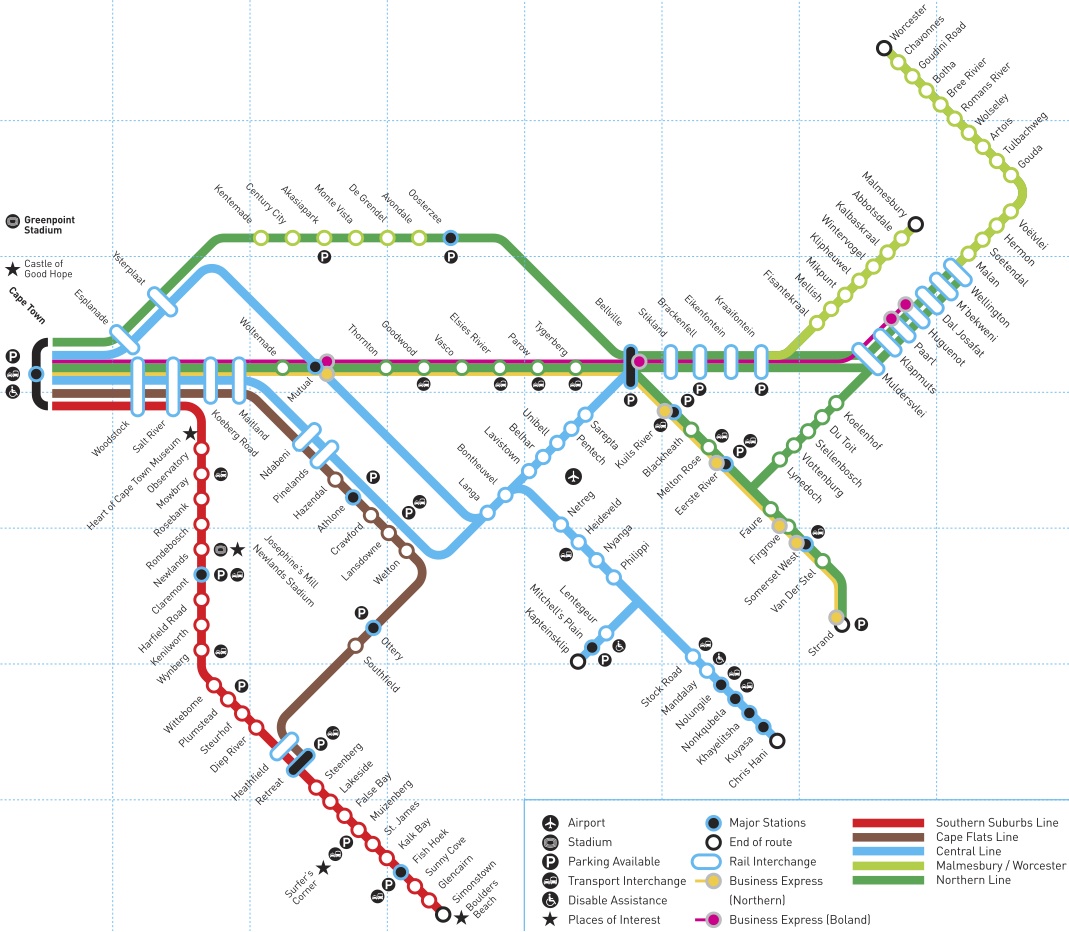 Greenpoint
Stadium
Castle of
Good Hope
Cape Town
Esplanade
Ysterplaat
Kentemade
Century City
Akasiapark
Monte Vista
De Grendel
Avondale
Oosterzee
Woltemade
Mutual
Thornton
Goodwood
Vasco
Elsies Rivier
Parow
Tygerberg
Bellville
Stikland
Brackenfell
Eikenfontein
Kraaifontein
Fisantekraal
Mellish
Mikpunt
Klipheuwel
Wintervogel
Kalbaskraal
Abbotsdale
Malmesbury
Worcester
Chavonnes
Goudini Road
Botha
Bree Rivier
Romans River
Wolseley
Artois
Tulbachweg
Gouda
Voëlvlei
Hermon
Soetendal
Malan
Wellington
M bekweni
Dal Josafat
Huguenot
Paarl
Klapmuts
Muldersvlei
Koelenhof
Du Toit
Stellenbosch
Vlottenburg
Lynedoch
Woodstock
Salt River
Koeberg Road
Maitland
Ndabeni
Pinelands
Hazendal
Athlone
Crawford
Lansdowne
Wetton
Ottery
Southfield
Heart of Cape Town Museum
Observatory
Mowbray
Rosebank
Rondebosch
Newlands
Josephine's Mill
Newlands Stadium
Claremont
Harfield Road
Kenilworth
Wynberg
Wittebome
Plumstead
Steurhof
Diep River
Heathfield
Retreat
Steenberg
Lakeside
False Bay
Muizenberg
St. James
Kalk Bay
Fish Hoek
Sunny Cove
Glencairn
Simonstown
Boulders
Beach
Surfer's
Corner
Langa
Bontheuwel
Lavistown
Belhar
Unibell
Pentech
Sarepta
Netreg
Heideveld
Nyanga
Philippi
Lentegeur
Mitchell's Plain
Kapteinsklip
Stock Road
Mandalay
Nolungile
Nonkqubela
Khayelitsha
Kuyasa
Chris Hani
Kuils River
Blackheath
Melton Rose
Eerste River
Faure
Firgrove
Somerset West
Van Der Stel
Strand
Airport
Stadium
Parking Available
Transport Interchange
Disable Assistance
Places of Interest
Major Stations
End of route
Rail Interchange
Business Express
(Northern)
Business Express (Boland)
Southern Suburbs Line
Cape Flats Line
Central Line
Malmesbury / Worcester
Northern Line